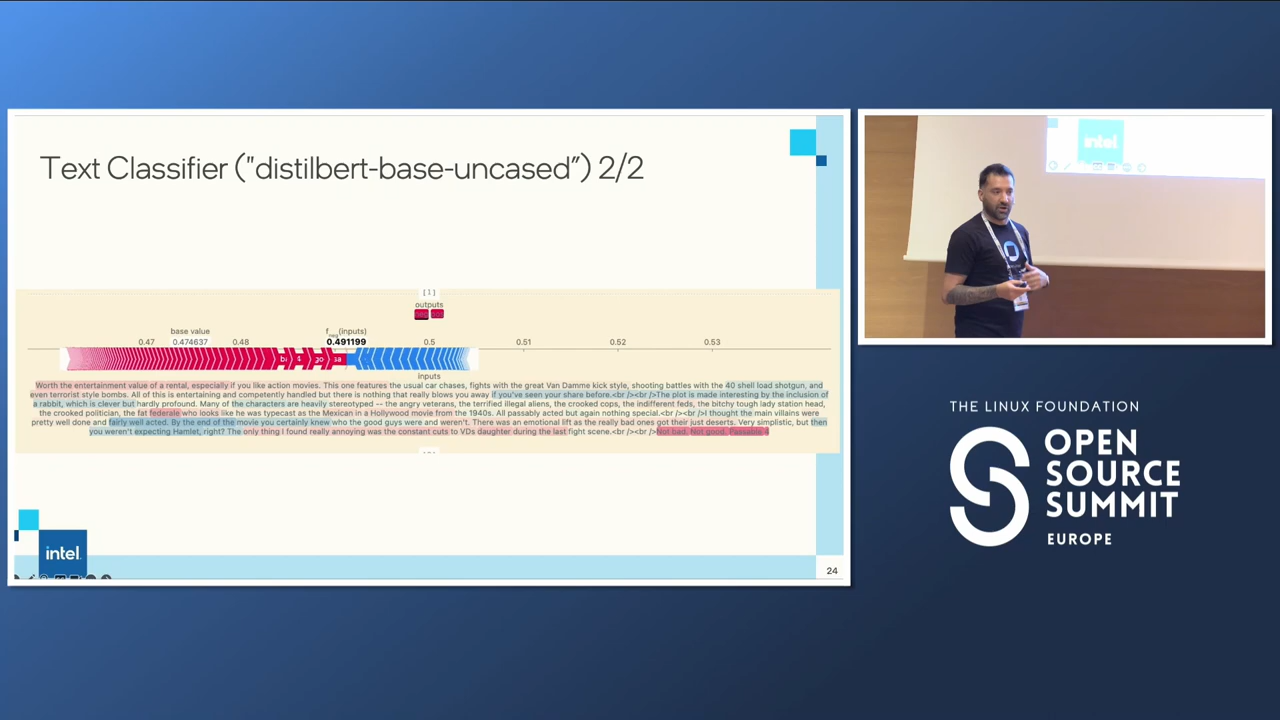 Text Classifier ("distilbert-base-uncased") 2/2
[1]
outputs
base value
f neg(inputs)
0.47
0.474637
0.48
0.491199
0.5
0.51
0.52
0.53
inputs
Worth the entertainment value of a rental, especially if you like action movies. This one features the usual car chases, fights with the great Van Damme kick style, shooting battles with the 40 shell load shotgun, and
even terrorist style bombs. All of this is entertaining and competently handled but there is nothing that really blows you away if you've seen your share before.<br /><br />The plot is made interesting by the inclusion of
a rabbit, which is clever but hardly profound. Many of the characters are heavily stereotyped -- the angry veterans, the terrified illegal aliens, the crooked cops, the indifferent feds, the bitchy tough lady station head,
the crooked politician, the fat federale who looks like he was typecast as the Mexican in a Hollywood movie from the 1940s. All passably acted but again nothing special.<br /><br />I thought the main villains were
pretty well done and fairly well acted. By the end of the movie you certainly knew who the good guys were and weren't. There was an emotional lift as the really bad ones got their just deserts. Very simplistic, but then
you weren't expecting Hamlet, right? The only thing I found really annoying was the constant cuts to VDs daughter during the last fight scene.<br /><br />Not bad. Not good. Passable 4
intel
24
intel
THE LINUX FOUNDATION
OPEN
SOURCE
SUMMIT
EUROPE